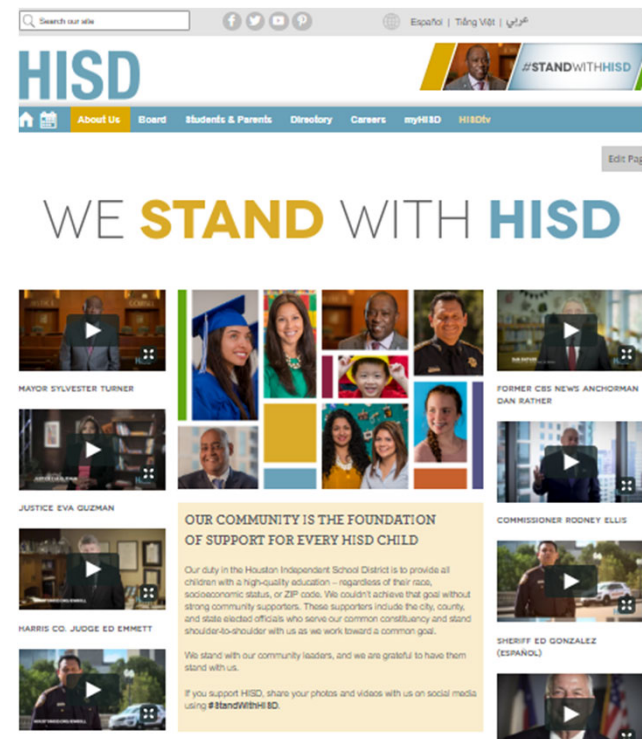 Search our site
Español | Tiếng Việt | عربي
HISD
#STANDWITHHISD
About Us Board Students & Parents Directory Careers myHISD HISDtv
Edit Pag
WE STAND WITH HISD
MAYOR SYLVESTER TURNER
JUSTICE EVA GUZMAN
HARRIS CO. JUDGE ED EMMETT
OUR COMMUNITY IS THE FOUNDATION
OF SUPPORT FOR EVERY HISD CHILD
Our duty in the Houston Independent School District is to provide all
children with a high-quality education – regardless of their race,
socioeconomic status, or ZIP code. We couldn't achieve that goal without
strong community supporters. These supporters include the city, county,
and state elected officials who serve our common constituency and stand
shoulder-to-shoulder with us as we work toward a common goal.
We stand with our community leaders, and we are grateful to have them
stand with us.
If you support HISD, share your photos and videos with us on social media
using #StandWithHISD.
FORMER CBS NEWS ANCHORMAN
DAN RATHER
COMMISSIONER RODNEY ELLIS
SHERIFF ED GONZALEZ
(ESPAÑOL)